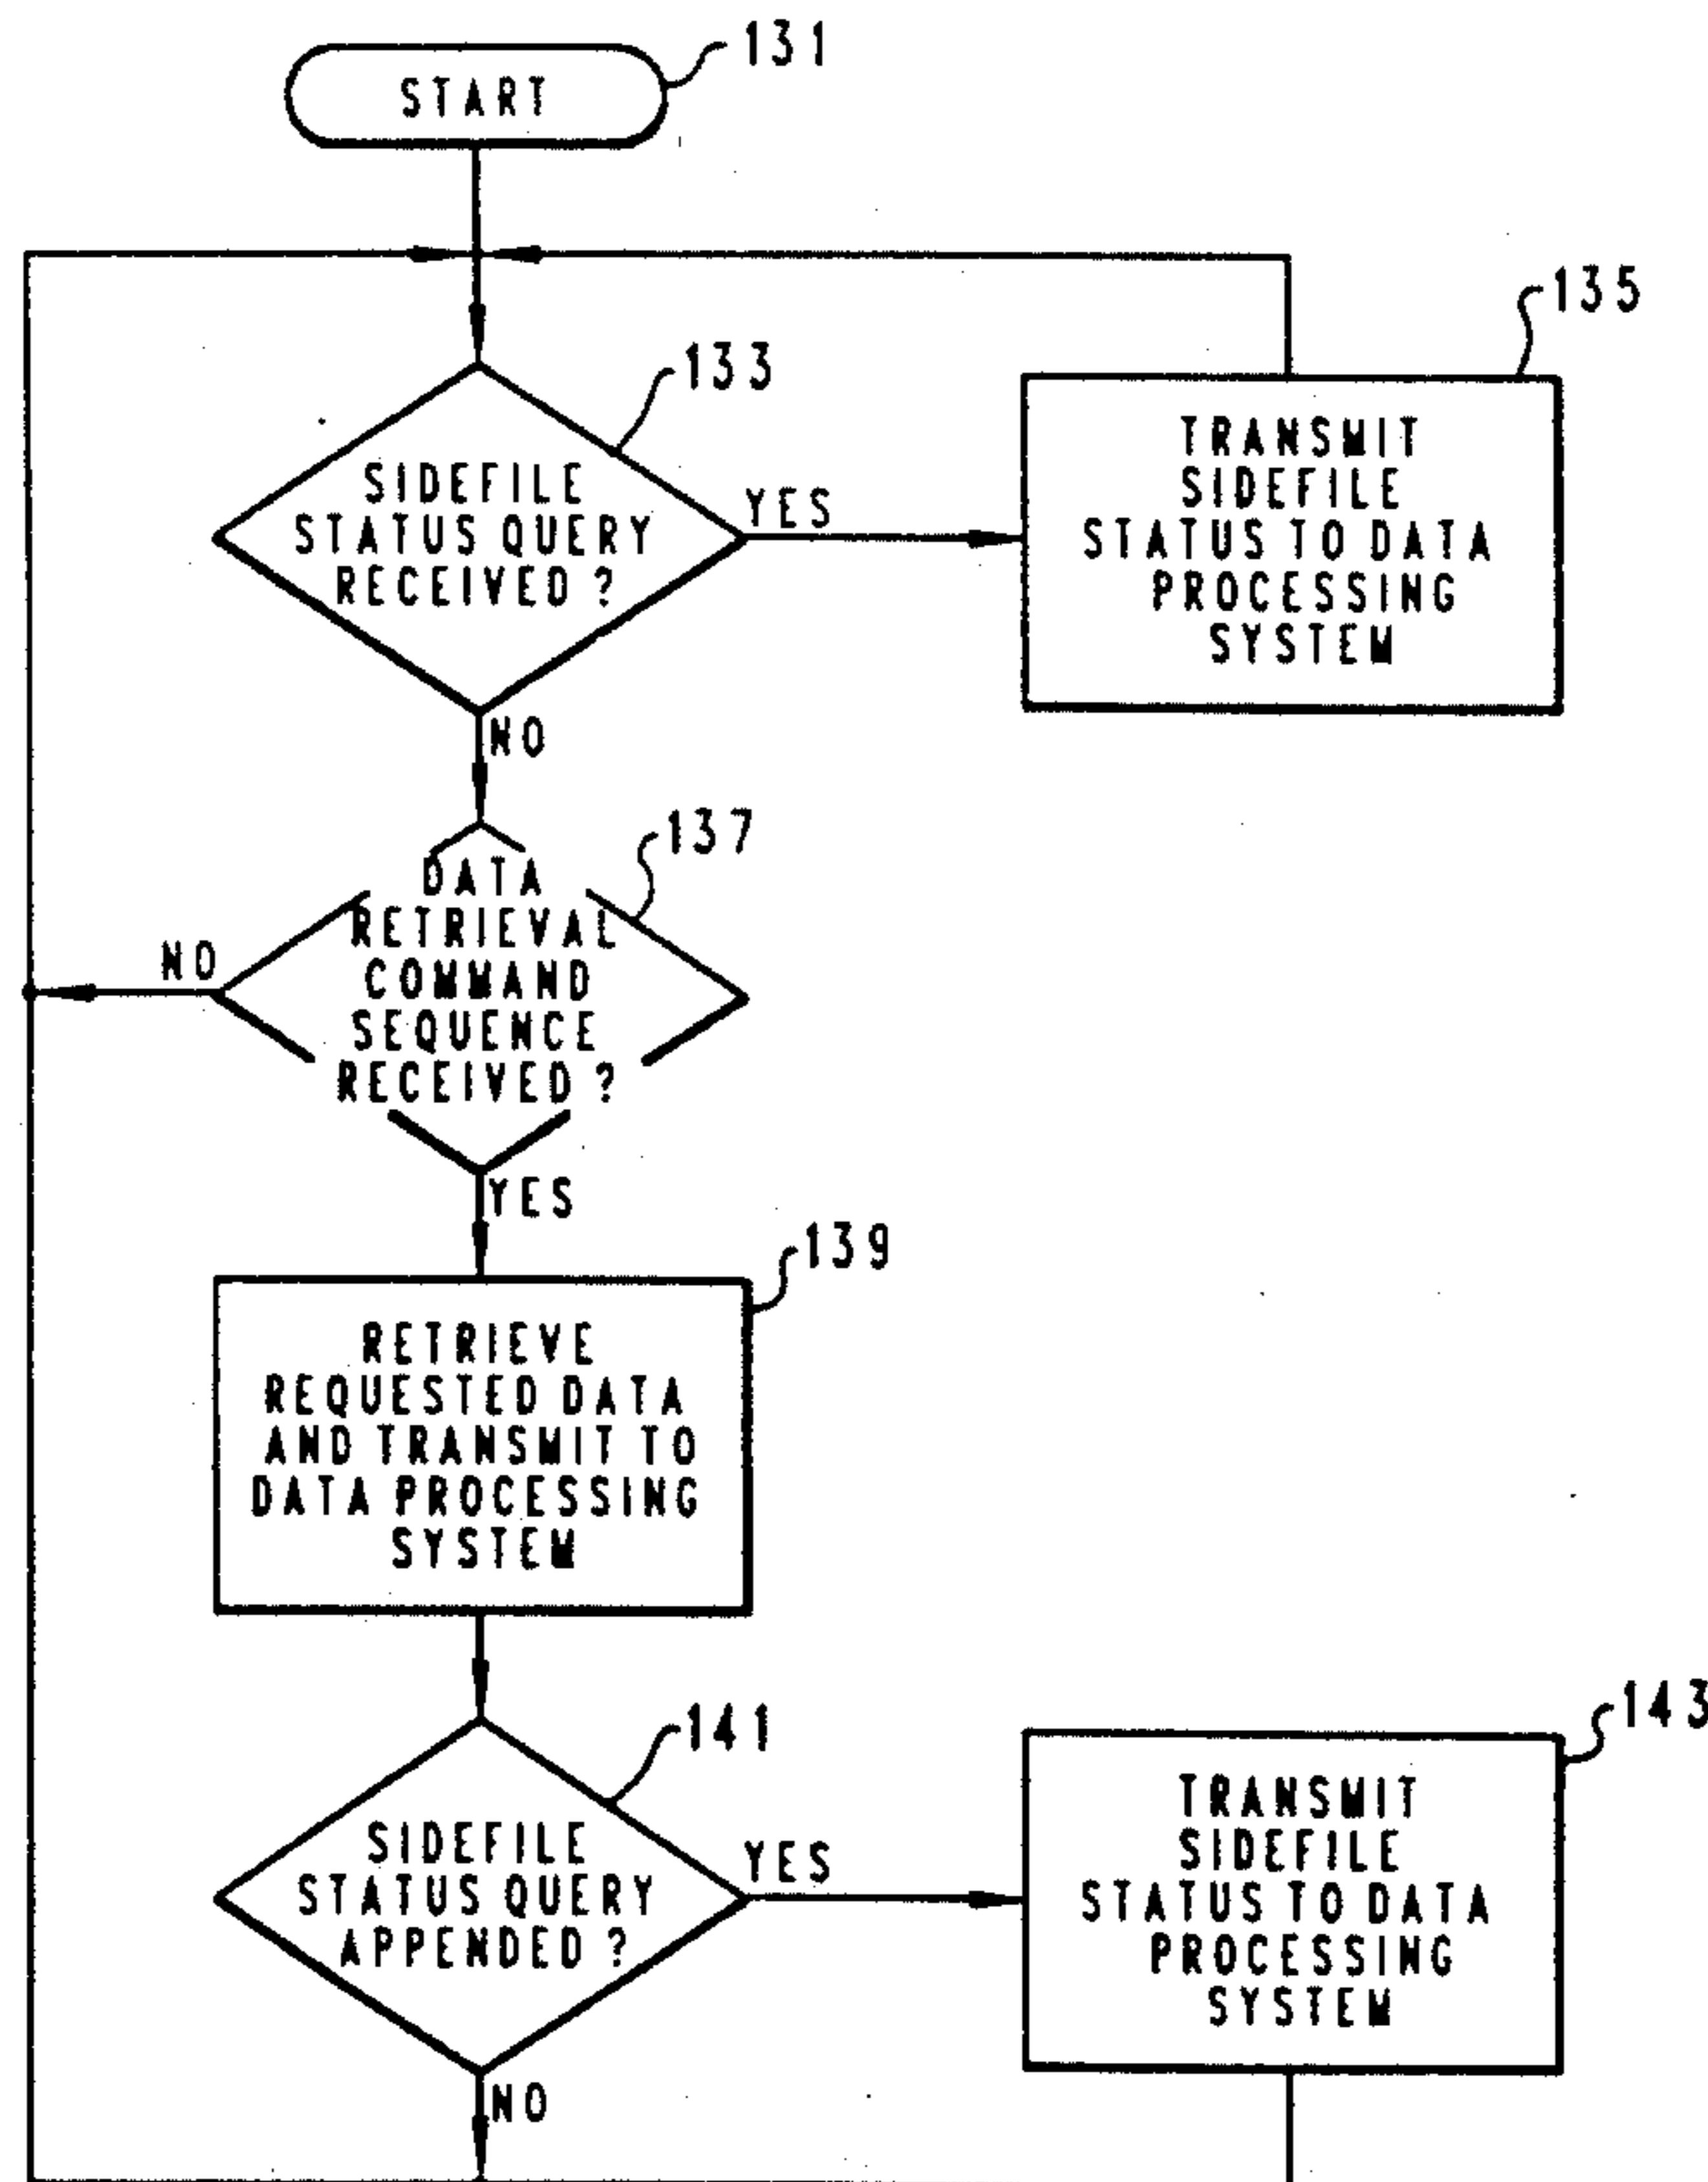 131
START
135
133
SIDEFILE
STATUS QUERY
RECEIVED ?
YES
TRANSMIT
SIDEFILE
STATUS TO DATA
PROCESSING
SYSTEM
NO
137
DATA
RETRIEVAL
COMMAND
SEQUENCE
RECEIVED ?
NO
YES
139
RETRIEVE
REQUESTED DATA
AND TRANSMIT TO
DATA PROCESSING
SYSTEM
141
143
SIDEFILE
STATUS QUERY
APPENDED ?
YES
TRANSMIT
SIDEFILE
STATUS TO DATA
PROCESSING
SYSTEM
NO